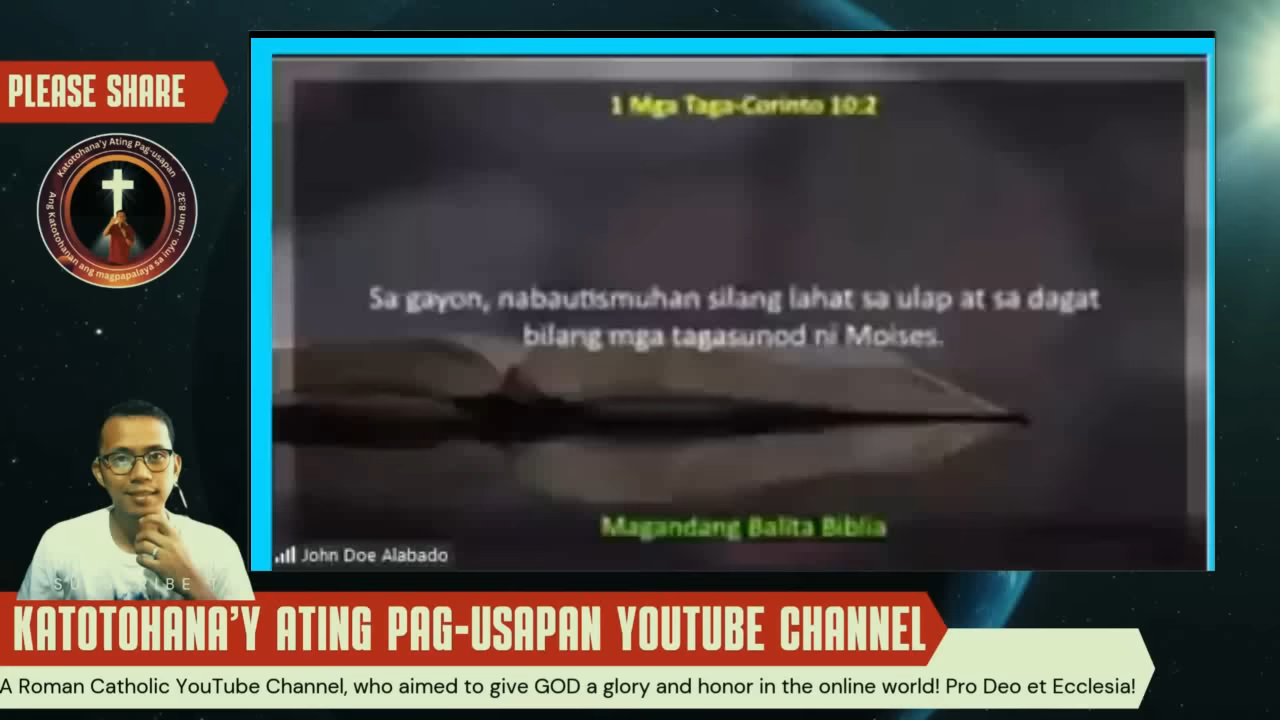 PLEASE SHARE
Katotohana'y Ating Pag-usapan
Ang Katotohanan ang magpapalaya sa inyo. Juan 8:32
1 Mga Taga-Corinto 10:2
Sa gayon, nabautismuhan silang lahat sa ulap at sa dagat
bilang mga tagasunod ni Moises.
Magandang Balita Biblia
John Doe Alabado
KATOTOHANA'Y ATING PAG-USAPAN YOUTUBE CHANNEL
A Roman Catholic YouTube Channel, who aimed to give GOD a glory and honor in the online world! Pro Deo et Ecclesia!